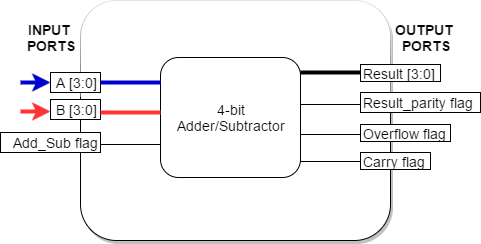 INPUT
PORTS
OUTPUT
PORTS
A [3:0]
B [3:0]
Add_Sub flag
4-bit
Adder/Subtractor
Result [3:0]
Result_parity flag
Overflow flag
Carry flag